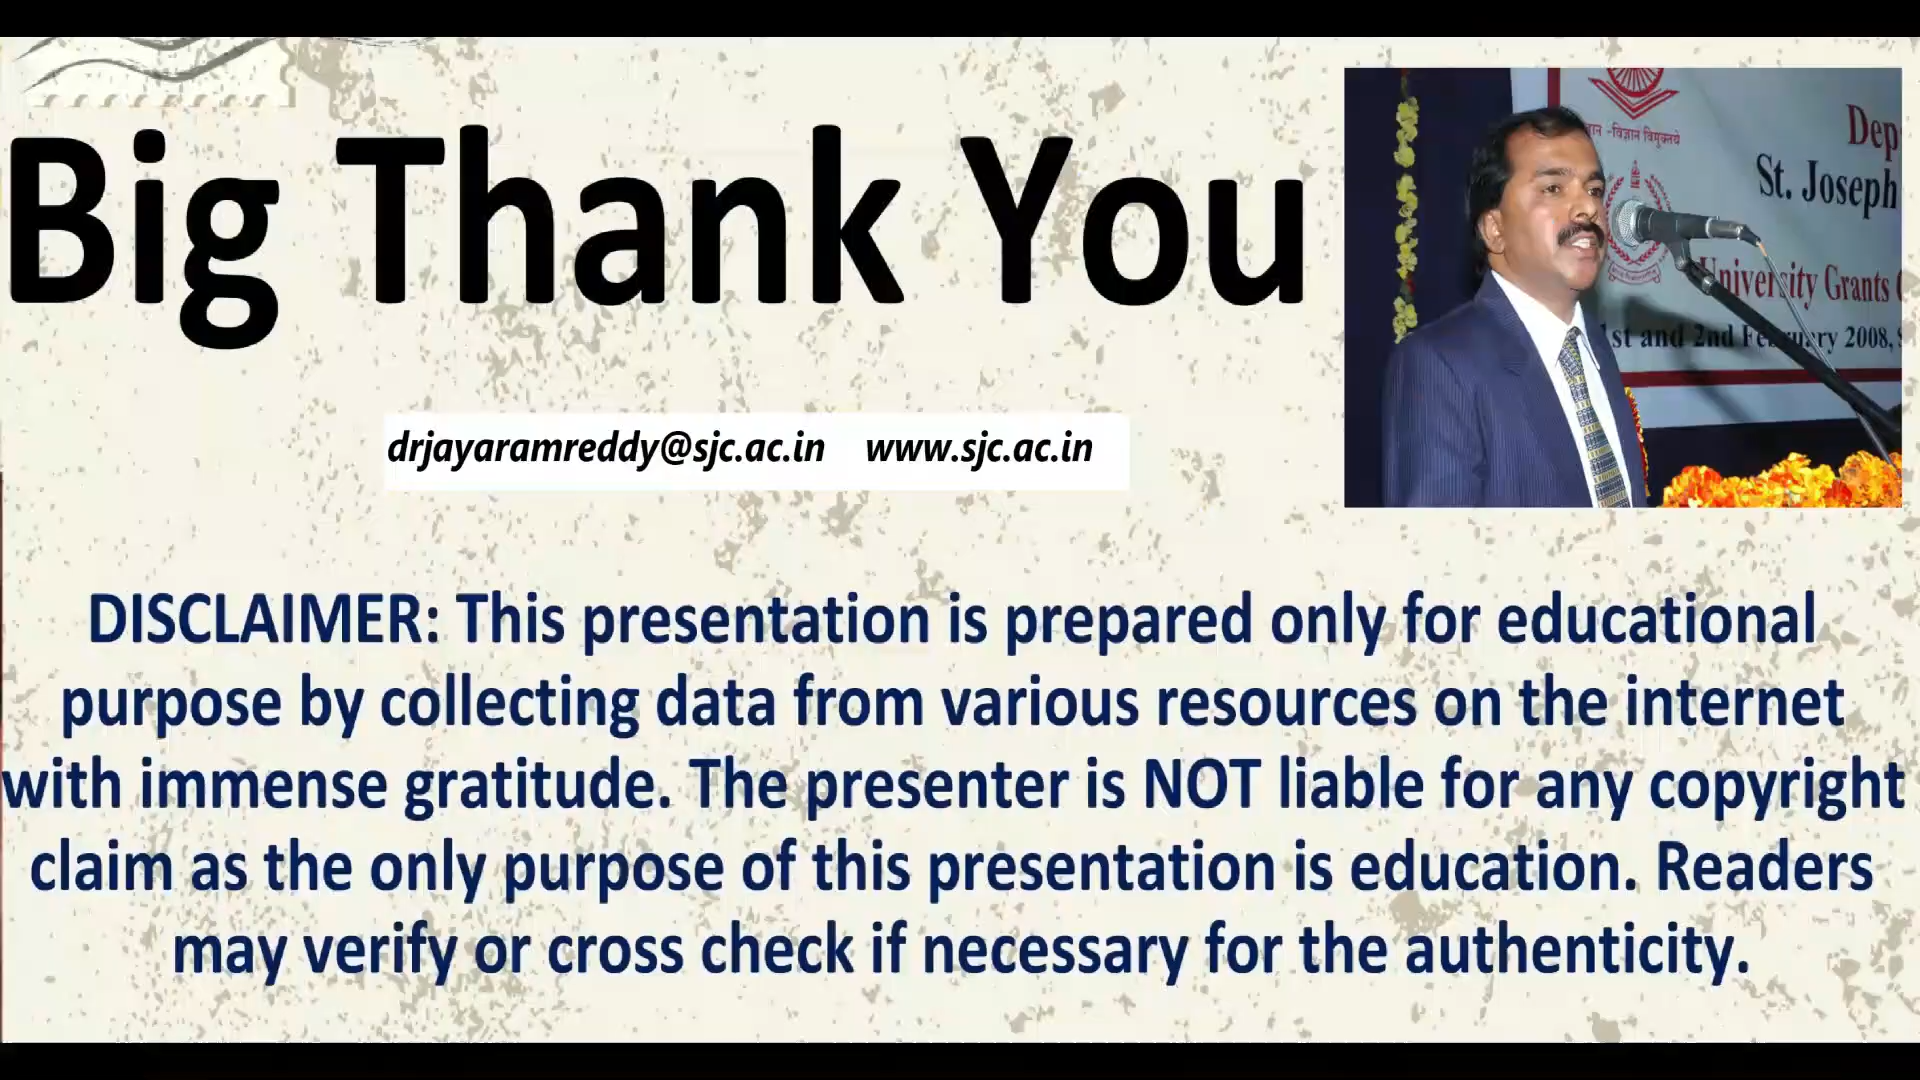 Big Thank You
drjayaramreddy@sjc.ac.in www.sjc.ac.in
-विज्ञान विमुक्तये
Dep
St. Joseph
University Grants
1st and 2nd February 2008,
DISCLAIMER: This presentation is prepared only for educational
purpose by collecting data from various resources on the internet
with immense gratitude. The presenter is NOT liable for any copyright
claim as the only purpose of this presentation is education. Readers
may verify or cross check if necessary for the authenticity.